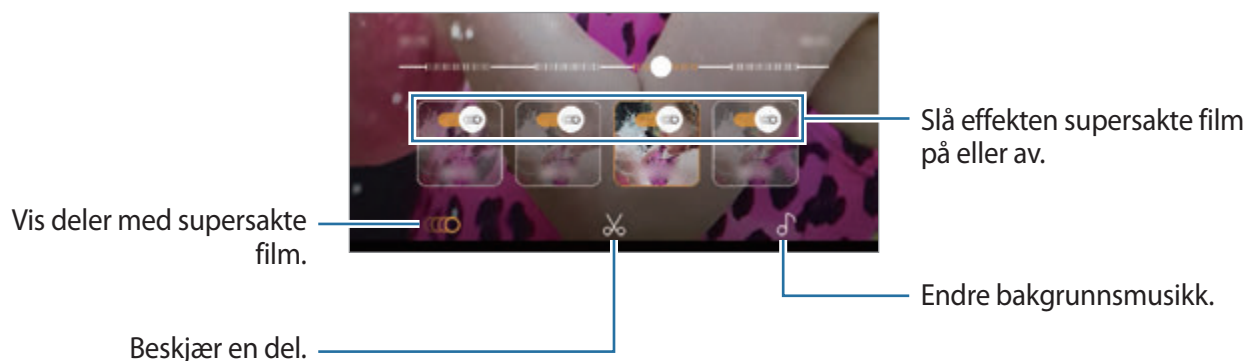 Slå effekten supersakte film
på eller av.
Vis deler med supersakte
film.
Endre bakgrunnsmusikk.
Beskjær en del.